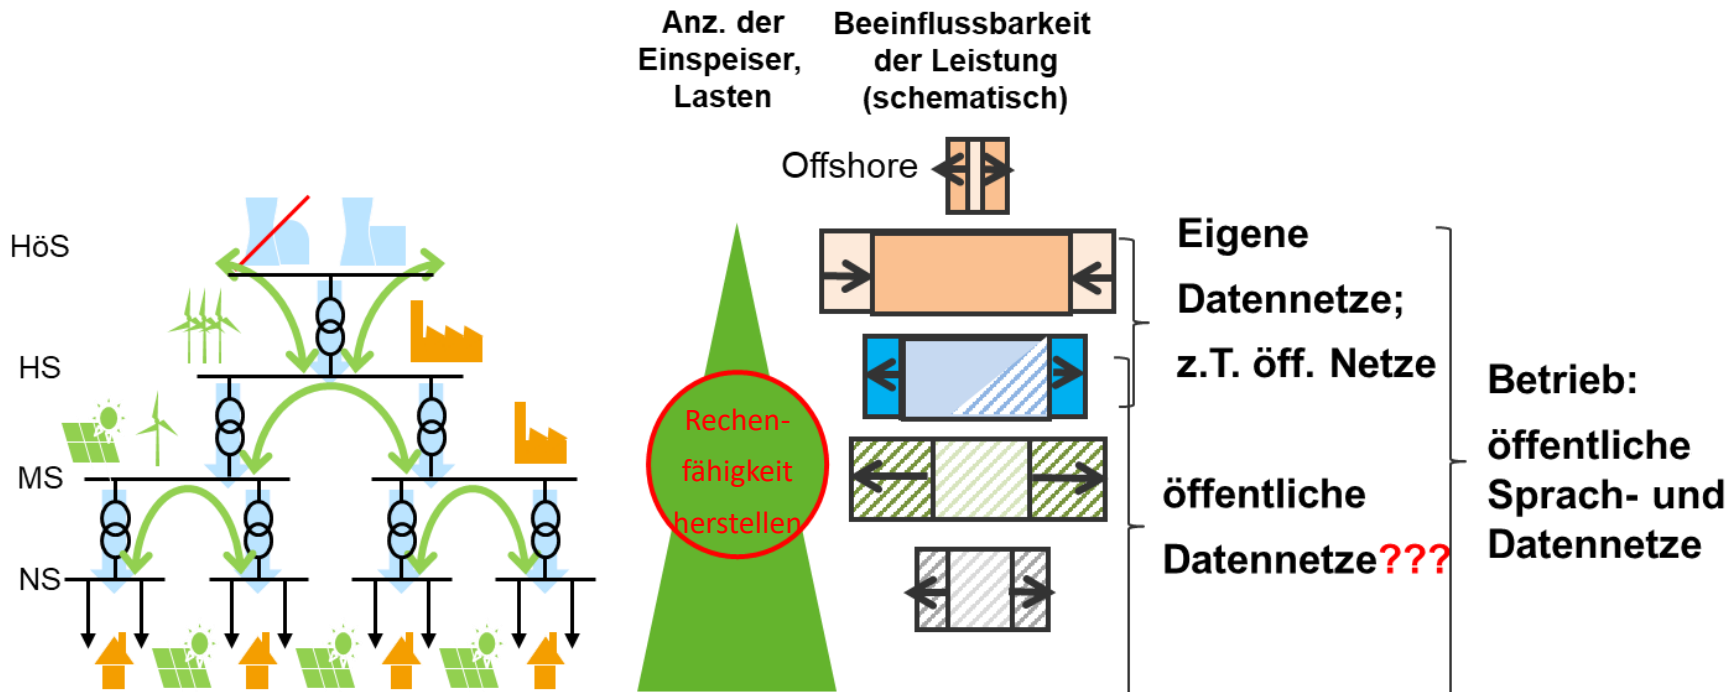 Anz. der
Einspeiser,
Lasten
Beeinflussbarkeit
der Leistung
(schematisch)
Offshore
HöS
HS
MS
NS
Rechen-
fähigkeit
herstellen
Eigene
Datennetze;
z.T. öff. Netze
öffentliche
Datennetze???
Betrieb:
öffentliche
Sprach- und
Datennetze